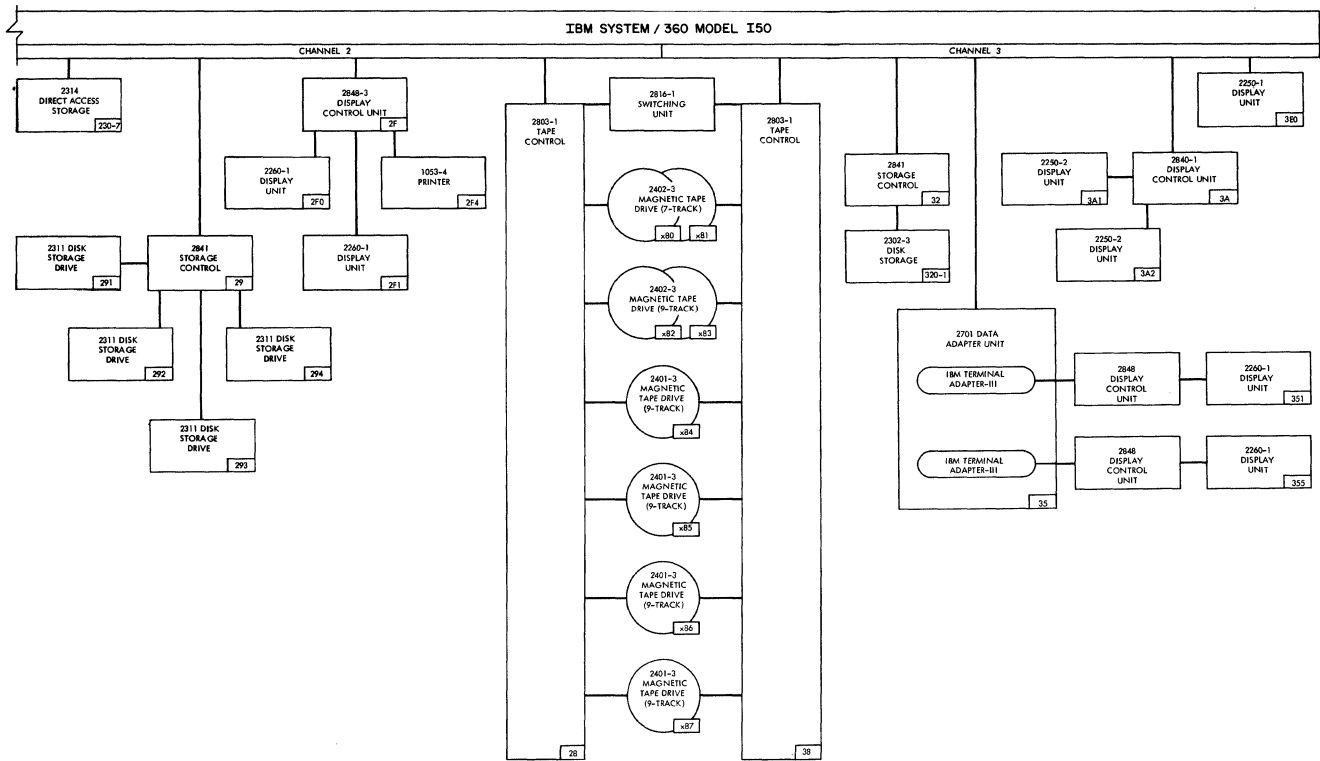 IBM SYSTEM / 360 MODEL I50
CHANNEL 2
CHANNEL 3
2314
DIRECT ACCESS
STORAGE
230-7
2848-3
DISPLAY
CONTROL UNIT
2F
2260-1
DISPLAY
UNIT
2F0
1053-4
PRINTER
2F4
2260-1
DISPLAY
UNIT
2F1
2311 DISK
STORAGE
DRIVE
291
2841
STORAGE
CONTROL
29
2311 DISK
STORAGE
DRIVE
292
2311 DISK
STORAGE
DRIVE
294
2311 DISK
STORAGE
DRIVE
293
2803-1
TAPE
CONTROL
28
2816-1
SWITCHING
UNIT
2402-3
MAGNETIC TAPE
DRIVE (7-TRACK)
x80
x81
2402-3
MAGNETIC TAPE
DRIVE (9-TRACK)
x82
x83
2401-3
MAGNETIC
TAPE DRIVE
(9-TRACK)
x84
2401-3
MAGNETIC
TAPE DRIVE
(9-TRACK)
x85
2401-3
MAGNETIC
TAPE DRIVE
(9-TRACK)
x86
2401-3
MAGNETIC
TAPE DRIVE
(9-TRACK)
x87
2803-1
TAPE
CONTROL
38
2841
STORAGE
CONTROL
32
2302-3
DISK
STORAGE
320-1
2250-1
DISPLAY
UNIT
3E0
2250-2
DISPLAY
UNIT
3A1
2840-1
DISPLAY
CONTROL UNIT
3A
2250-2
DISPLAY
UNIT
3A2
2701 DATA
ADAPTER UNIT
IBM TERMINAL
ADAPTER-III
2848
DISPLAY
CONTROL
UNIT
2260-1
DISPLAY
UNIT
351
IBM TERMINAL
ADAPTER-III
2848
DISPLAY
CONTROL
UNIT
2260-1
DISPLAY
UNIT
355
35